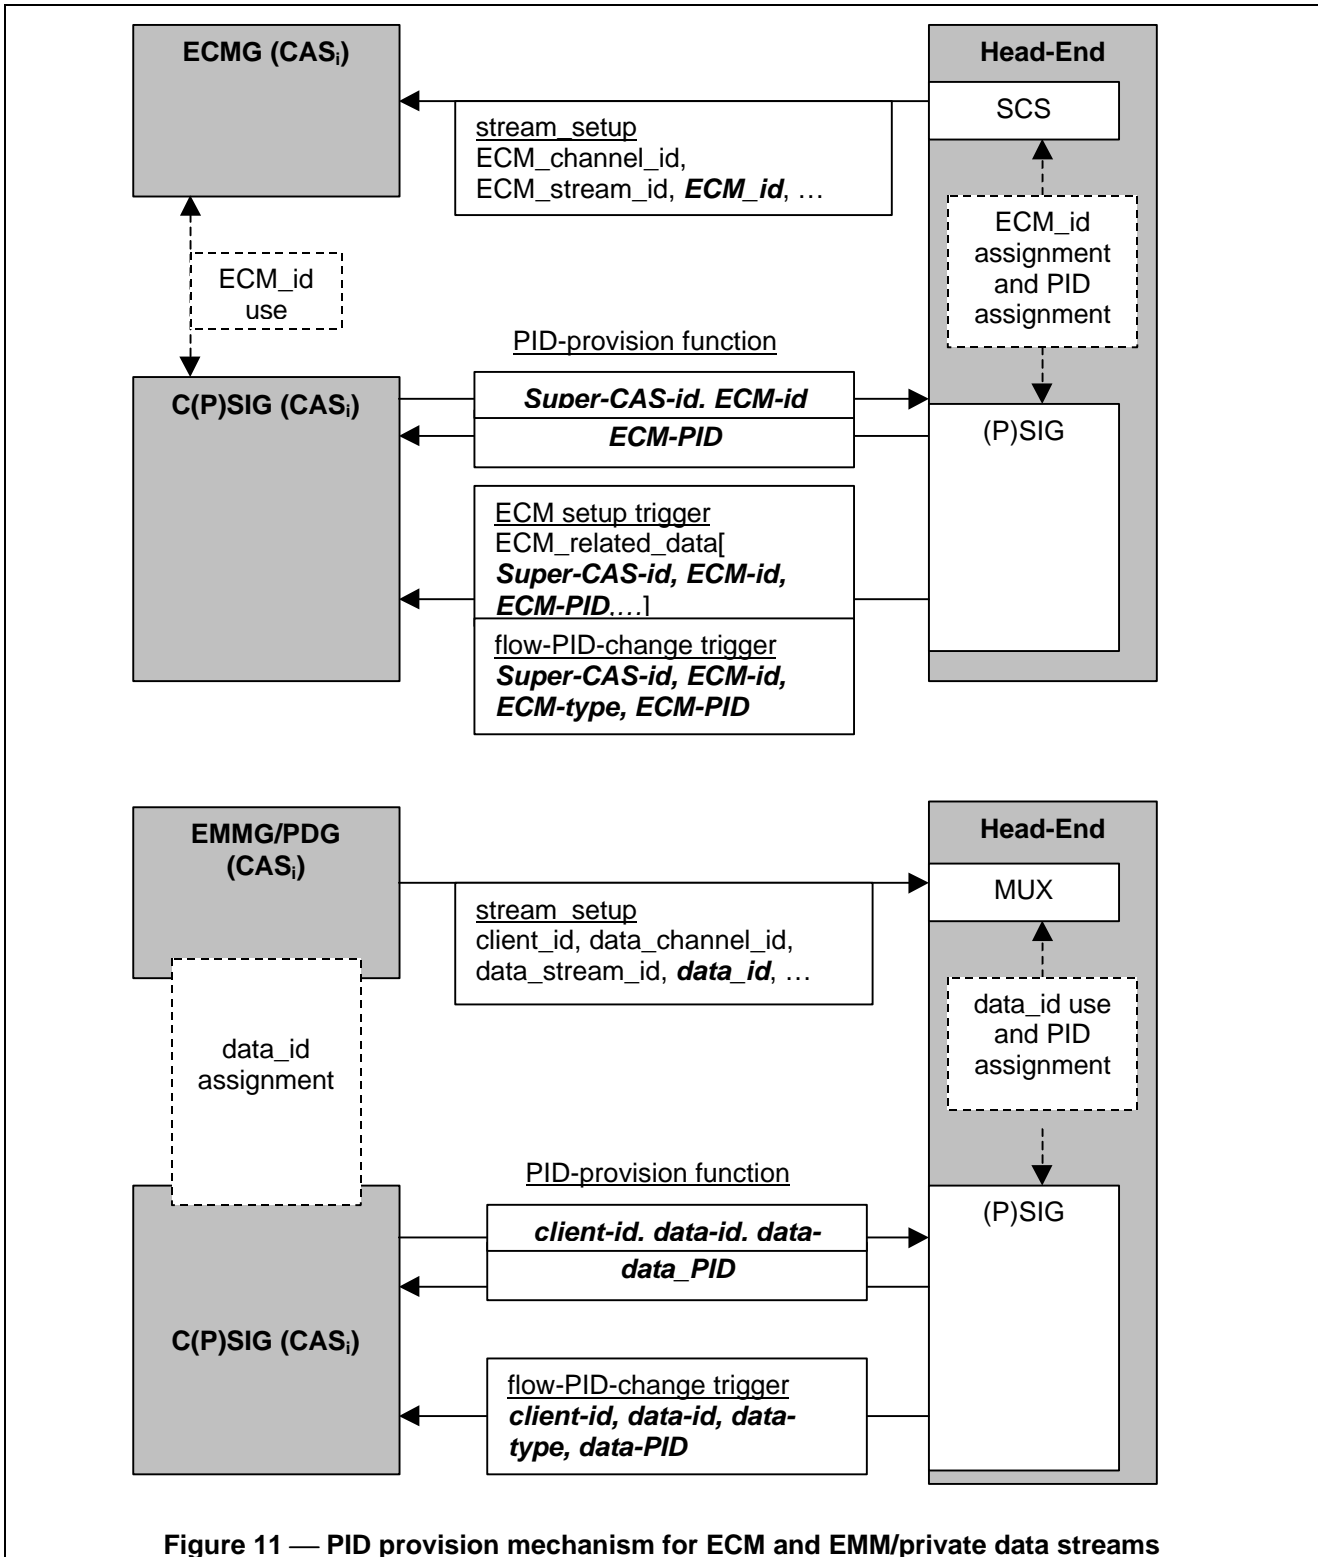 ECMG (CASi)
Head-End
SCS
stream_setup
ECM_channel_id,
ECM_stream_id, ECM_id, …
ECM_id
assignment
and PID
assignment
ECM_id
use
PID-provision function
C(P)SIG (CASi)
Super-CAS-id, ECM-id
ECM-PID
(P)SIG
ECM setup trigger
ECM_related_data[
Super-CAS-id, ECM-id,
ECM-PID,…]
flow-PID-change trigger
Super-CAS-id, ECM-id,
ECM-type, ECM-PID
EMMG/PDG
(CASi)
Head-End
MUX
stream_setup
client_id, data_channel_id,
data_stream_id, data_id, …
data_id use
and PID
assignment
data_id
assignment
PID-provision function
(P)SIG
client-id, data-id, data-
data_PID
C(P)SIG (CASi)
flow-PID-change trigger
client-id, data-id, data-
type, data-PID
Figure 11 — PID provision mechanism for ECM and EMM/private data streams